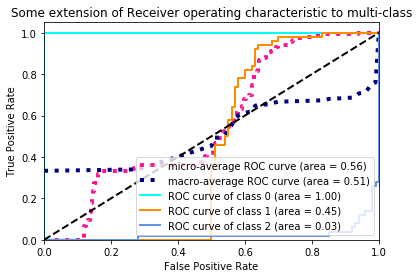 Some extension of Receiver operating characteristic to multi-class
1.0
0.8
0.6
0.4
0.2
0.0
True Positive Rate
micro-average ROC curve (area = 0.56)
macro-average ROC curve (area = 0.51)
ROC curve of class 0 (area = 1.00)
ROC curve of class 1 (area = 0.45)
ROC curve of class 2 (area = 0.03)
0.0 0.2 0.4 0.6 0.8 1.0
False Positive Rate